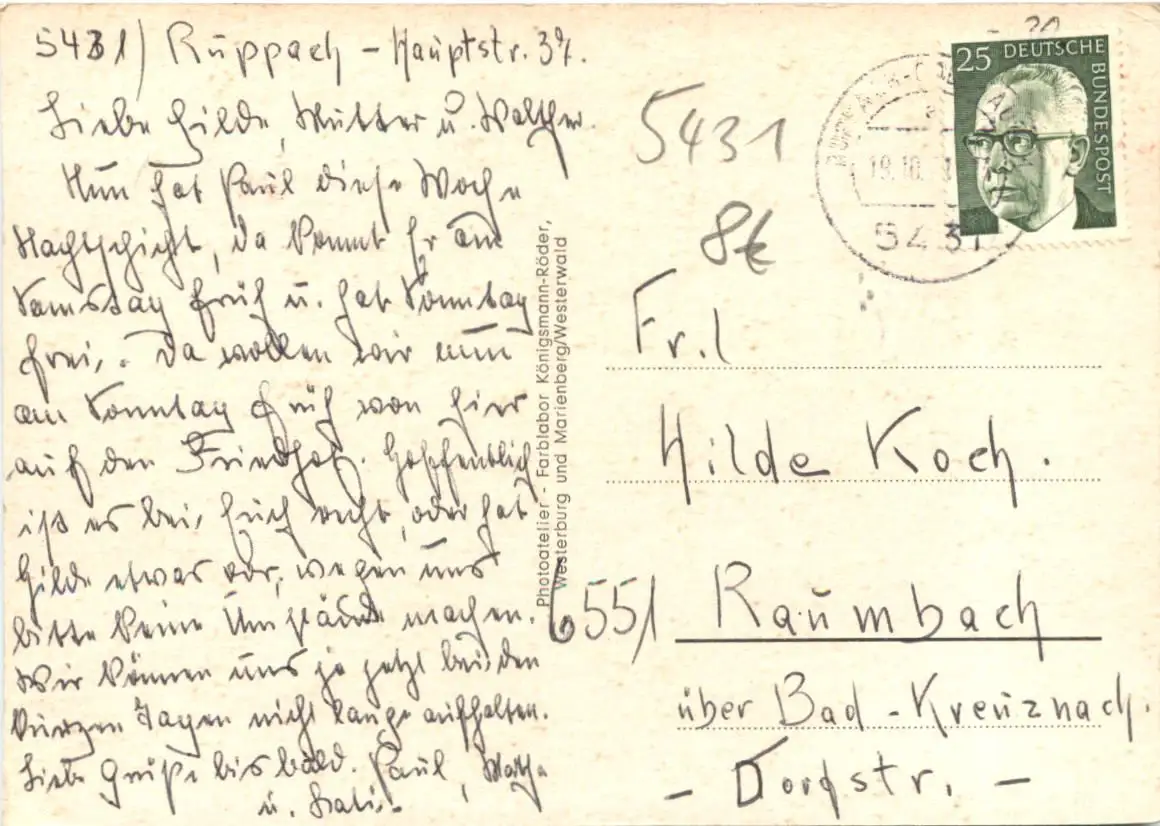 5431) Ruppach - Hauptstr. 37.
Liebe Hilde, Mutter u. Walther.
Nun hat Paul diese Woche
Nachtschicht, da kommt Er am
Samstag früh u. hat Sonntag
frei. Da wollen wir nun
am Sonntag früh von hier
auf den Friedhof. Hoffentlich
ist es bei Euch recht, oder hat
Hilde etwas vor, wegen uns
bitte keine Umstände machen.
Wir können uns ja jetzt bei den
kurzen Tagen nicht lange aufhalten.
Liebe Grüße bis bald. Paul,
u.
Photoatelier - Farblabor Königsmann-Röder,
Westerburg und Marienberg/Westerwald
25 DEUTSCHE BUNDESPOST
19.10.
5431
5431
8€
Frl
Hilde Koch.
6551 Raumbach
über Bad-Kreuznach.
- Dorfstr. -